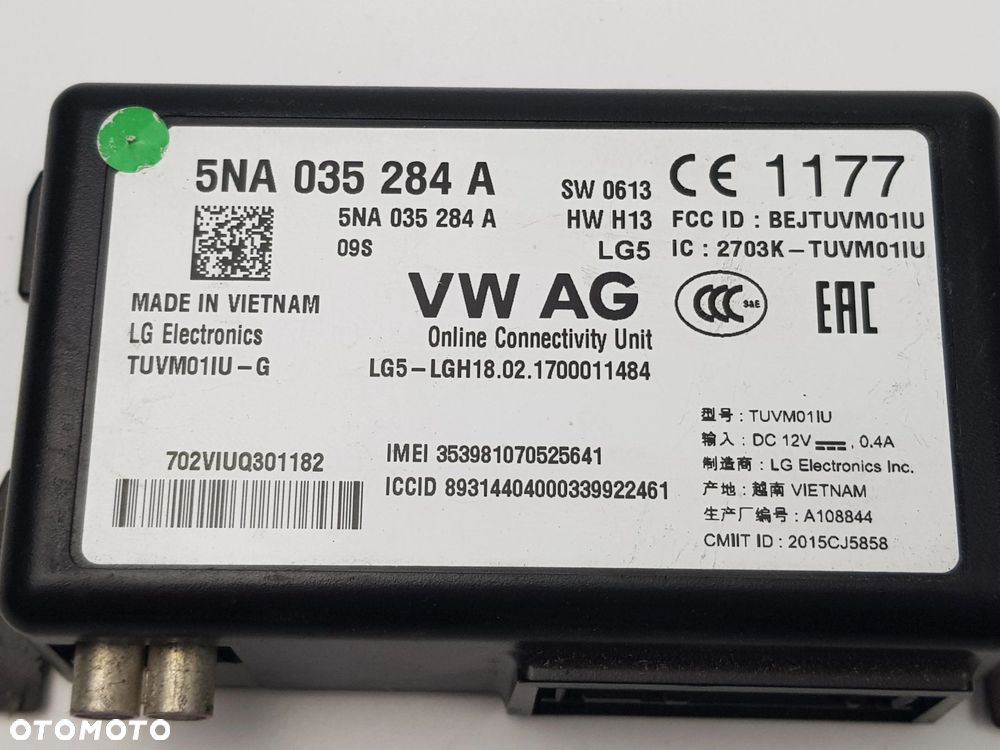 5NA 035 284 A
5NA 035 284 A
09S
SW 0613
HW H13
LG5
CE 1177
FCC ID : BEJTUVM01IU
IC : 2703K-TUVM01IU
MADE IN VIETNAM
LG Electronics
TUVM01IU-G
VW AG
Online Connectivity Unit
LG5-LGH18.02.1700011484
CCC S&E
EAC
702VIUQ301182
IMEI 353981070525641
ICCID 89314404000339922461
型号 : TUVM01IU
输入 : DC 12V, 0.4A
制造商 : LG Electronics Inc.
产地 : 越南 VIETNAM
生产厂编号 : A108844
CMIIT ID : 2015CJ5858
OTOMOTO